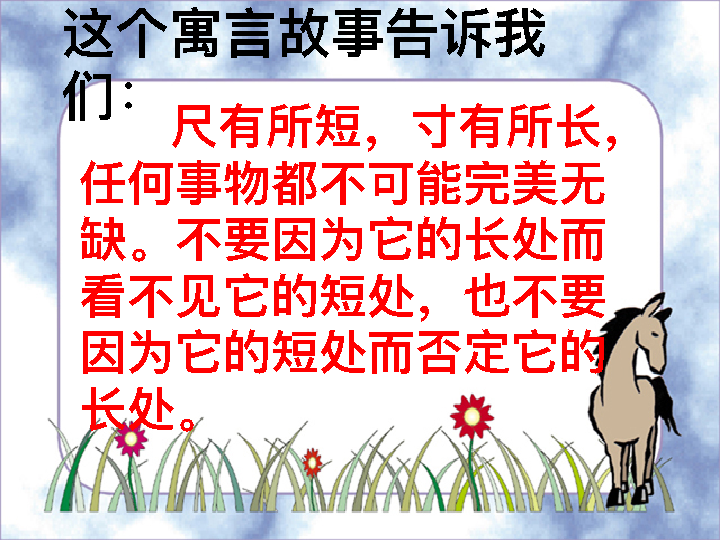 这个寓言故事告诉我
们：
尺有所短，寸有所长，
任何事物都不可能完美无
缺。不要因为它的长处而
看不见它的短处，也不要
因为它的短处而否定它的
长处。